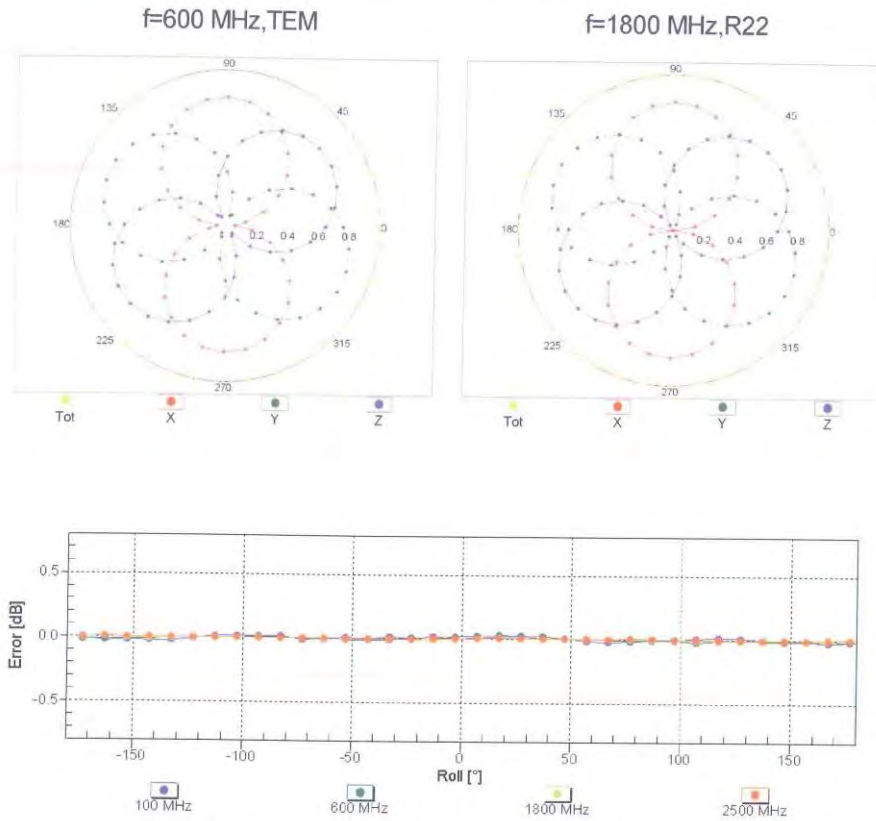 f=600 MHz,TEM
f=1800 MHz,R22
90
135
45
180
0.2 0.4 0.6 0.8
0
225
315
270
Tot X Y Z
90
135
45
180
0.2 0.4 0.6 0.8
0
225
315
270
Tot X Y Z
Error [dB]
0.5
0.0
-0.5
-150 -100 -50 0 50 100 150
Roll [°]
100 MHz 600 MHz 1800 MHz 2500 MHz